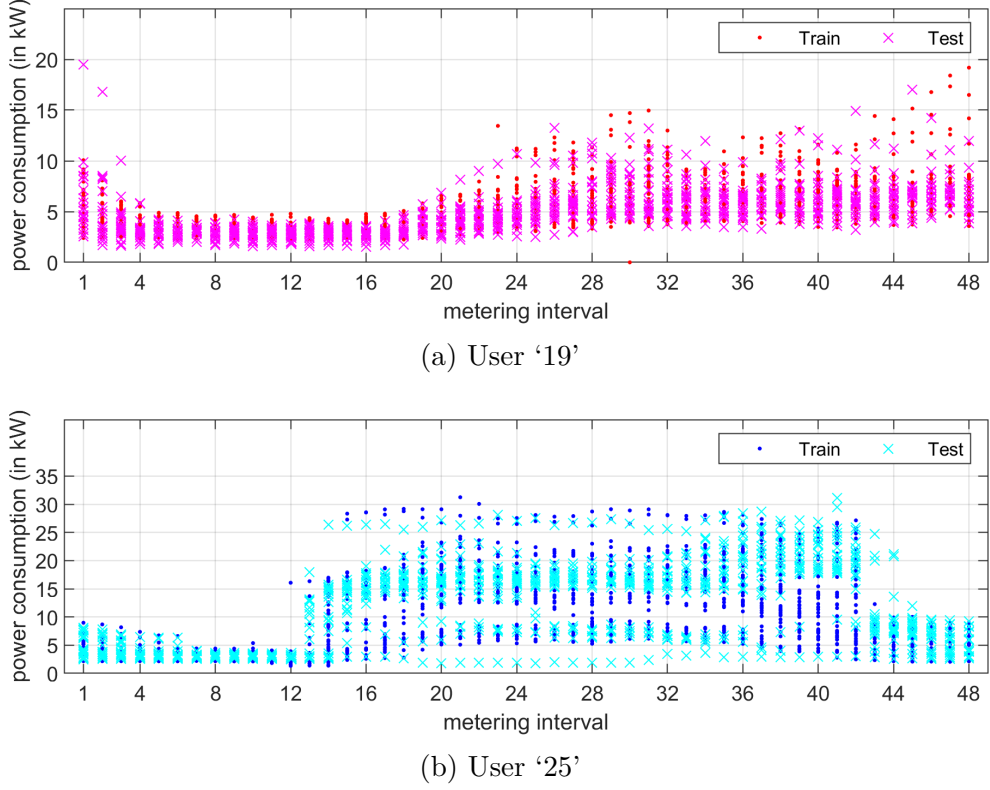 power consumption (in kW)
20
15
10
5
0
Train
Test
1 4 8 12 16 20 24 28 32 36 40 44 48
metering interval
(a) User ‘19’
power consumption (in kW)
35
30
25
20
15
10
5
0
Train
Test
1 4 8 12 16 20 24 28 32 36 40 44 48
metering interval
(b) User ‘25’